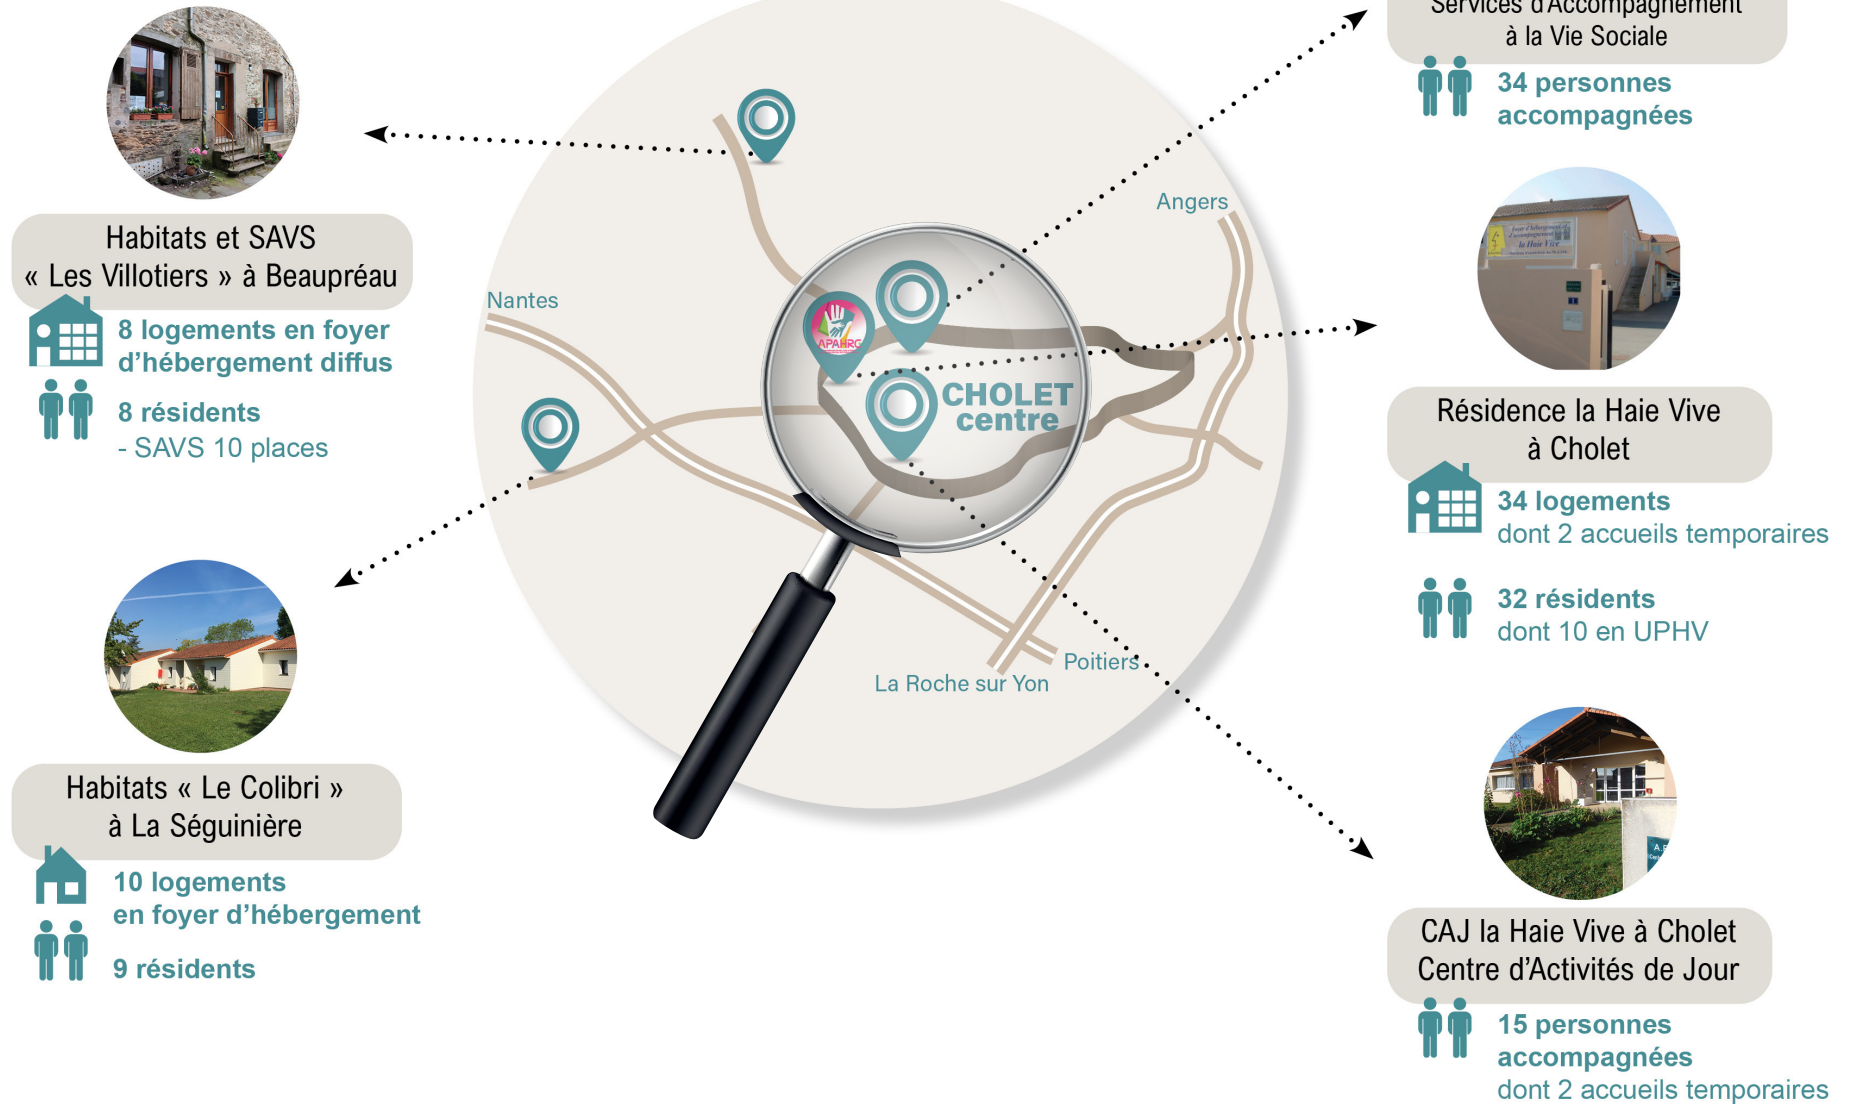 Services d'Accompagnement
à la Vie Sociale
34 personnes
accompagnées
Habitats et SAVS
« Les Villotiers » à Beaupréau
8 logements en foyer
d'hébergement diffus
8 résidents
- SAVS 10 places
Habitats « Le Colibri »
à La Séguinière
10 logements
en foyer d'hébergement
9 résidents
Angers
Nantes
APAHRC
CHOLET
centre
Poitiers
La Roche sur Yon
la Haie Vive
Résidence la Haie Vive
à Cholet
34 logements
dont 2 accueils temporaires
32 résidents
dont 10 en UPHV
CAJ la Haie Vive à Cholet
Centre d'Activités de Jour
15 personnes
accompagnées
dont 2 accueils temporaires